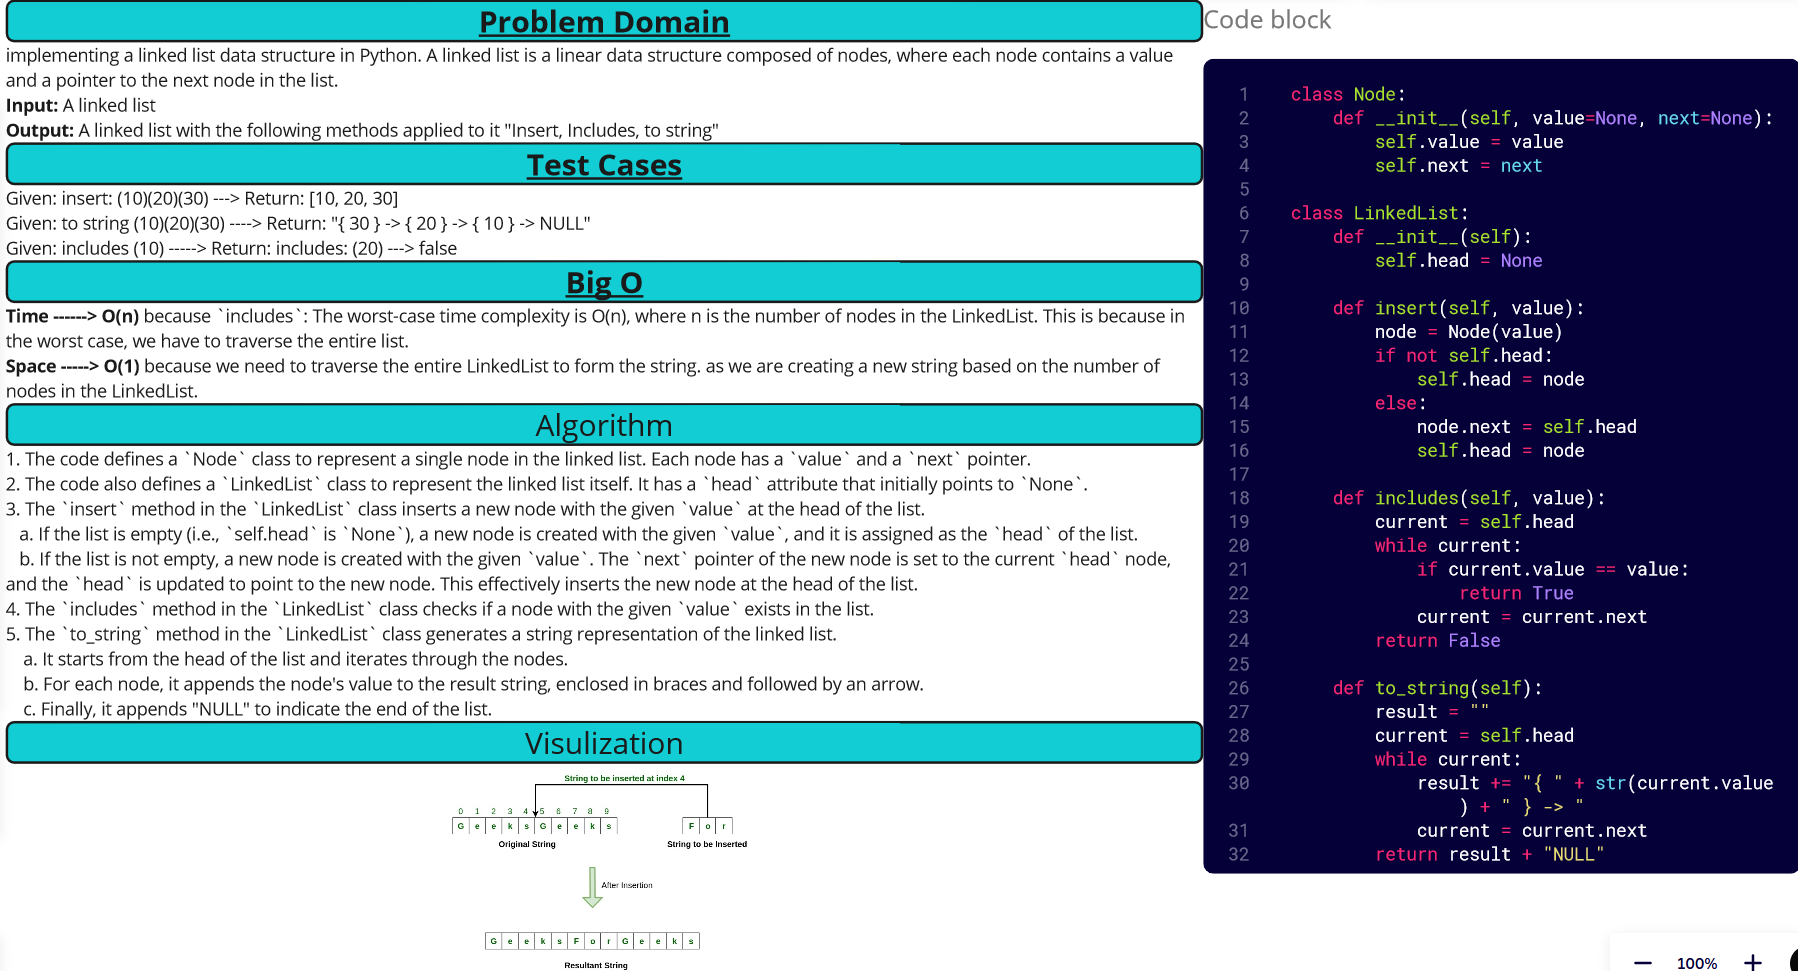 Problem Domain
implementing a linked list data structure in Python. A linked list is a linear data structure composed of nodes, where each node contains a value
and a pointer to the next node in the list.
Input: A linked list
Output: A linked list with the following methods applied to it "Insert, Includes, to string"
Test Cases
Given: insert: (10)(20)(30) ---> Return: [10, 20, 30]
Given: to string (10)(20)(30) ----> Return: "{ 30 } -> { 20 } -> { 10 } -> NULL"
Given: includes (10) -----> Return: includes: (20) ---> false
Big O
Time ------> O(n) because `includes`: The worst-case time complexity is O(n), where n is the number of nodes in the LinkedList. This is because in
the worst case, we have to traverse the entire list.
Space -----> O(1) because we need to traverse the entire LinkedList to form the string. as we are creating a new string based on the number of
nodes in the LinkedList.
Algorithm
1. The code defines a `Node` class to represent a single node in the linked list. Each node has a `value` and a `next` pointer.
2. The code also defines a `LinkedList` class to represent the linked list itself. It has a `head` attribute that initially points to `None`.
3. The `insert` method in the `LinkedList` class inserts a new node with the given `value` at the head of the list.
a. If the list is empty (i.e., `self.head` is `None`), a new node is created with the given `value`, and it is assigned as the `head` of the list.
b. If the list is not empty, a new node is created with the given `value`. The `next` pointer of the new node is set to the current `head` node,
and the `head` is updated to point to the new node. This effectively inserts the new node at the head of the list.
4. The `includes` method in the `LinkedList` class checks if a node with the given `value` exists in the list.
5. The `to_string` method in the `LinkedList` class generates a string representation of the linked list.
a. It starts from the head of the list and iterates through the nodes.
b. For each node, it appends the node's value to the result string, enclosed in braces and followed by an arrow.
c. Finally, it appends "NULL" to indicate the end of the list.
Visulization
String to be inserted at index 4
0 1 2 3 4 5 6 7 8 9
G e e k s G e e k s
F o r
Original String
String to be Inserted
After Insertion
G e e k s F o r G e e k s
Resultant String
Code block
1 class Node:
2 def __init__(self, value=None, next=None):
3 self.value = value
4 self.next = next
5
6 class LinkedList:
7 def __init__(self):
8 self.head = None
9
10 def insert(self, value):
11 node = Node(value)
12 if not self.head:
13 self.head = node
14 else:
15 node.next = self.head
16 self.head = node
17
18 def includes(self, value):
19 current = self.head
20 while current:
21 if current.value == value:
22 return True
23 current = current.next
24 return False
25
26 def to_string(self):
27 result = ""
28 current = self.head
29 while current:
30 result += "{ " + str(current.value
) + " } -> "
31 current = current.next
32 return result + "NULL"
100%